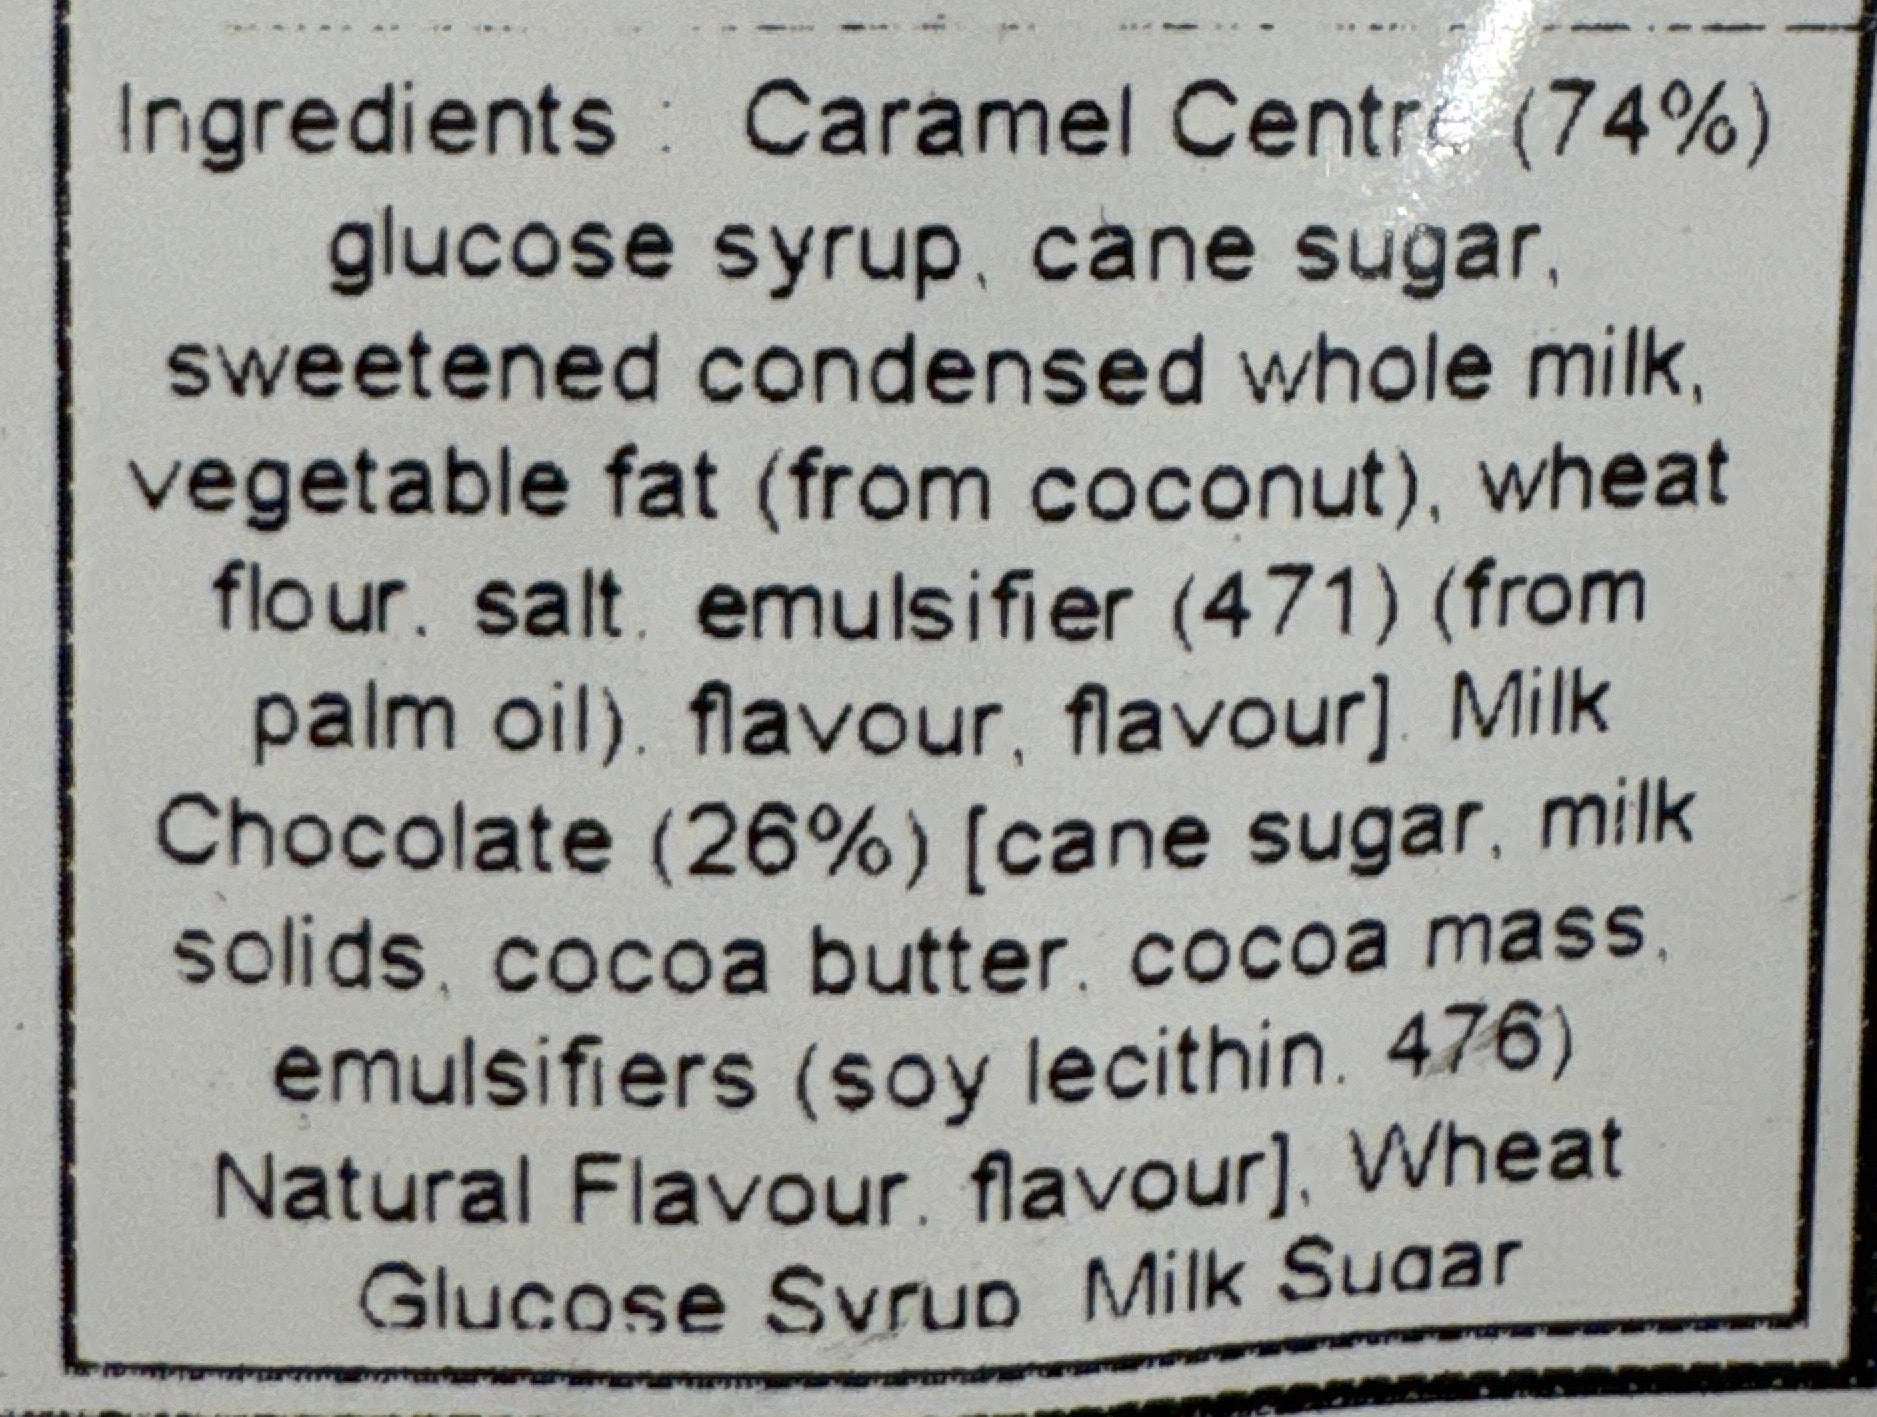 Ingredients : Caramel Centre (74%)
glucose syrup, cane sugar,
sweetened condensed whole milk,
vegetable fat (from coconut), wheat
flour, salt, emulsifier (471) (from
palm oil), flavour, flavour]. Milk
Chocolate (26%) [cane sugar, milk
solids, cocoa butter, cocoa mass,
emulsifiers (soy lecithin, 476)
Natural Flavour, flavour], Wheat
Glucose Syrup Milk Sugar